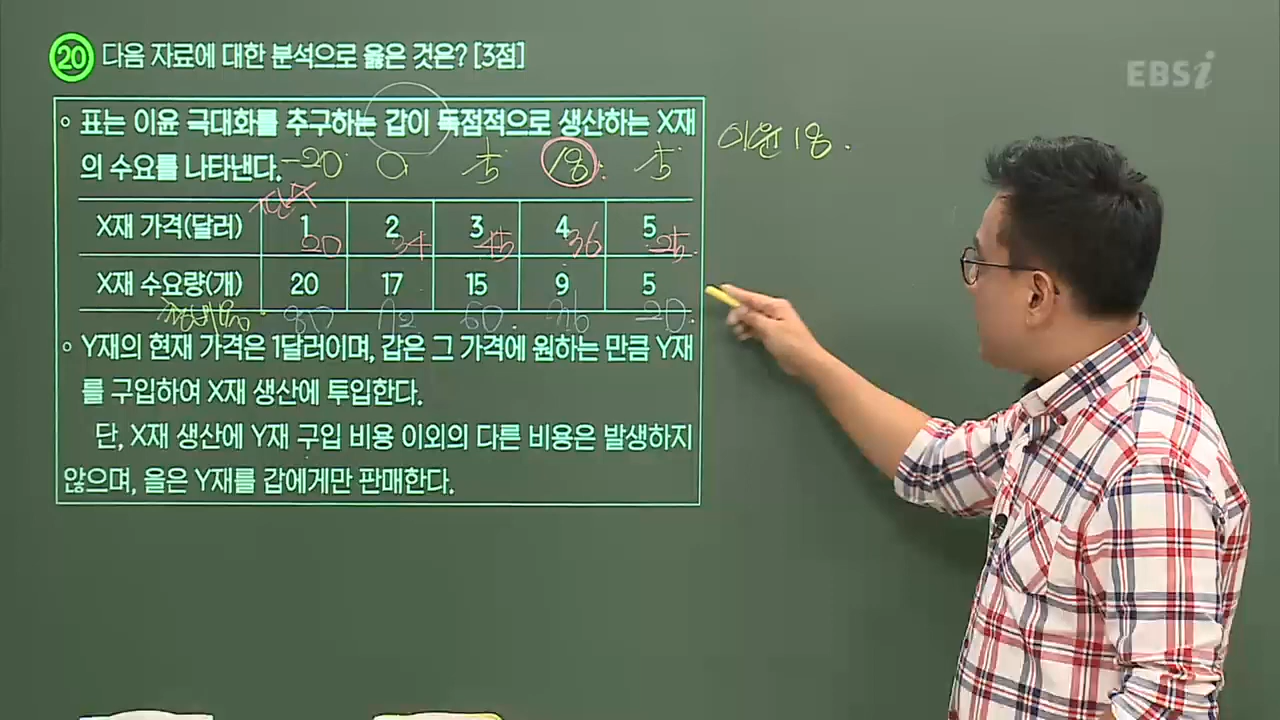 20 다음 자료에 대한 분석으로 옳은 것은? [3점]
EBSi
표는 이윤 극대화를 추구하는 갑이 독점적으로 생산하는 X재
이윤 18.
의 수요를 나타낸다. -20 0 18
X재 가격(달러) 1 2 3 4 5
20 34 45 36 25
X재 수요량(개) 20 17 15 9 5
Y재의 현재 가격은 1달러이며, 갑은 그 가격에 원하는 만큼 Y재
를 구입하여 X재 생산에 투입한다.
단, X재 생산에 Y재 구입 비용 이외의 다른 비용은 발생하지
않으며, 을은 Y재를 갑에게만 판매한다.